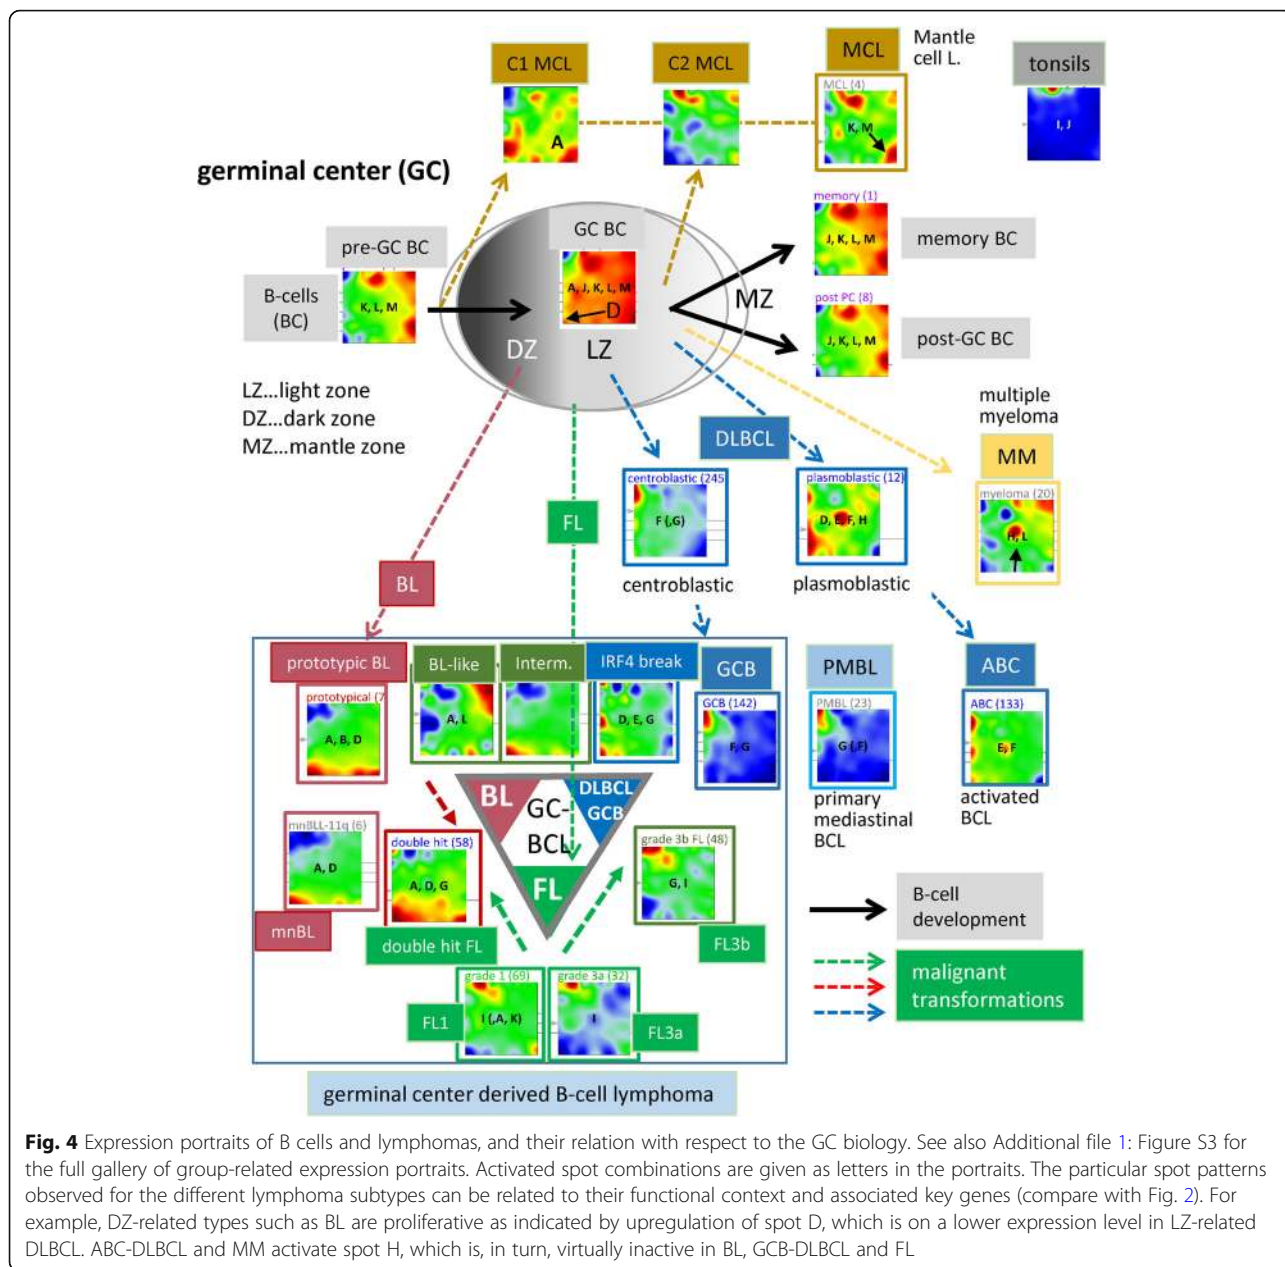 C1 MCL
C2 MCL
MCL
Mantle
cell L.
tonsils
MCL (4)
A
K, M
I, J
germinal center (GC)
pre-GC BC
GC BC
memory (1)
B-cells
(BC)
K, L, M
A, J, K, L, M
D
J, K, L, M
memory BC
MZ
post PC (8)
J, K, L, M
post-GC BC
DZ
LZ
LZ...light zone
DZ...dark zone
MZ...mantle zone
multiple
myeloma
DLBCL
MM
centroblastic (245
plasmoblastic (12)
myeloma (20)
F (,G)
D, E, F, H
H, L
FL
BL
centroblastic
plasmoblastic
prototypic BL
BL-like
Interm.
IRF4 break
GCB
PMBL
ABC
prototypical (7
GCB (142)
PMBL (23)
ABC (133)
A, B, D
A, L
D, E, G
F, G
G (,F)
E, F
BL
GC-
BCL
DLBCL
GCB
FL
primary
mediastinal
BCL
activated
BCL
mnBLL-11q (6)
double hit (58)
grade 3b FL (48)
A, D
A, D, G
G, I
mnBL
double hit FL
FL3b
B-cell
development
malignant
transformations
grade 1 (69)
grade 3a (32)
FL1
I (,A, K)
I
FL3a
germinal center derived B-cell lymphoma
Fig. 4 Expression portraits of B cells and lymphomas, and their relation with respect to the GC biology. See also Additional file 1: Figure S3 for
the full gallery of group-related expression portraits. Activated spot combinations are given as letters in the portraits. The particular spot patterns
observed for the different lymphoma subtypes can be related to their functional context and associated key genes (compare with Fig. 2). For
example, DZ-related types such as BL are proliferative as indicated by upregulation of spot D, which is on a lower expression level in LZ-related
DLBCL. ABC-DLBCL and MM activate spot H, which is, in turn, virtually inactive in BL, GCB-DLBCL and FL